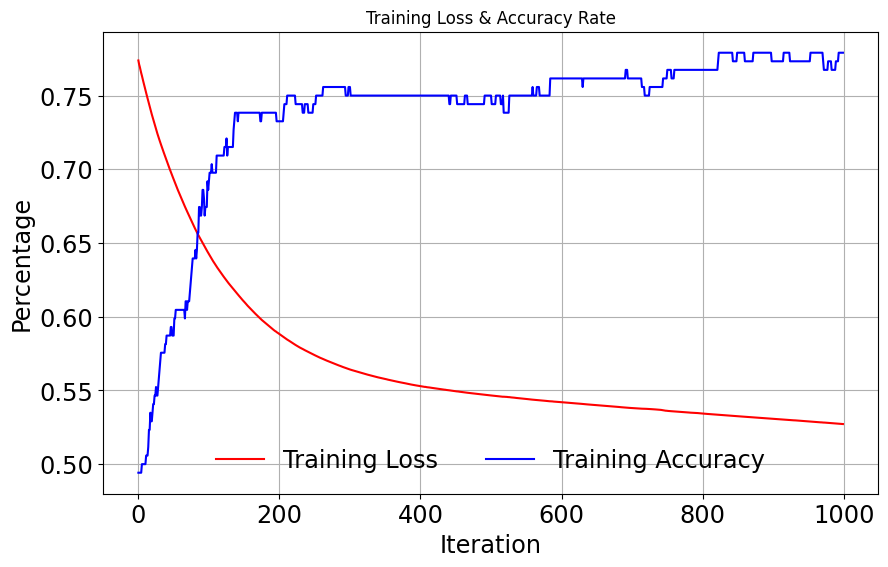 Training Loss & Accuracy Rate
Percentage
0.75
0.70
0.65
0.60
0.55
0.50
Training Loss Training Accuracy
0 200 400 600 800 1000
Iteration